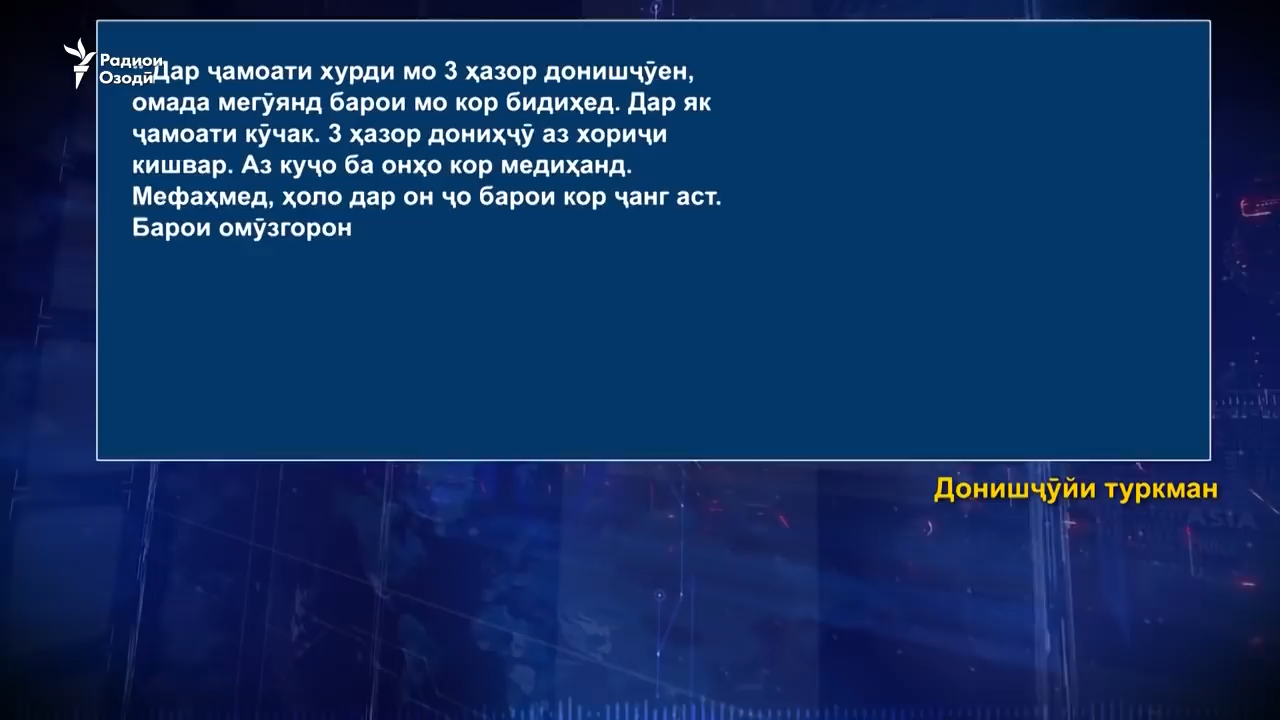 Радиои
Озодӣ
"Дар ҷамоати хурди мо 3 ҳазор донишҷӯен,
омада мегӯянд барои мо кор бидиҳед. Дар як
ҷамоати кӯчак. 3 ҳазор дониҳҷӯ аз хориҷи
кишвар. Аз куҷо ба онҳо кор медиҳанд.
Мефаҳмед, ҳоло дар он ҷо барои кор ҷанг аст.
Барои омӯзгорон
Донишҷӯйи туркман
ASIA